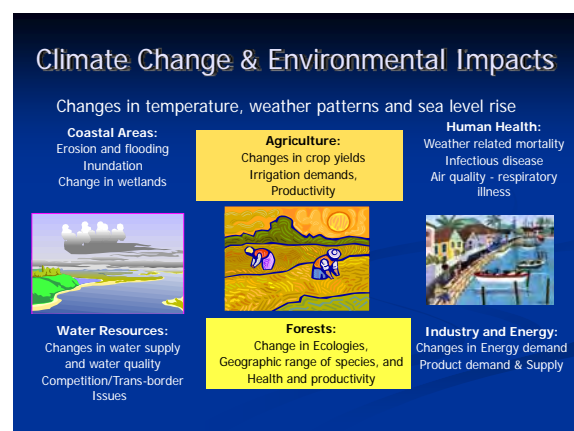 Climate Change & Environmental Impacts
Changes in temperature, weather patterns and sea level rise
Coastal Areas:
Erosion and flooding
Inundation
Change in wetlands
Agriculture:
Changes in crop yields
Irrigation demands,
Productivity
Human Health:
Weather related mortality
Infectious disease
Air quality - respiratory
illness
Water Resources:
Changes in water supply
and water quality
Competition/Trans-border
Issues
Forests:
Change in Ecologies,
Geographic range of species, and
Health and productivity
Industry and Energy:
Changes in Energy demand
Product demand & Supply